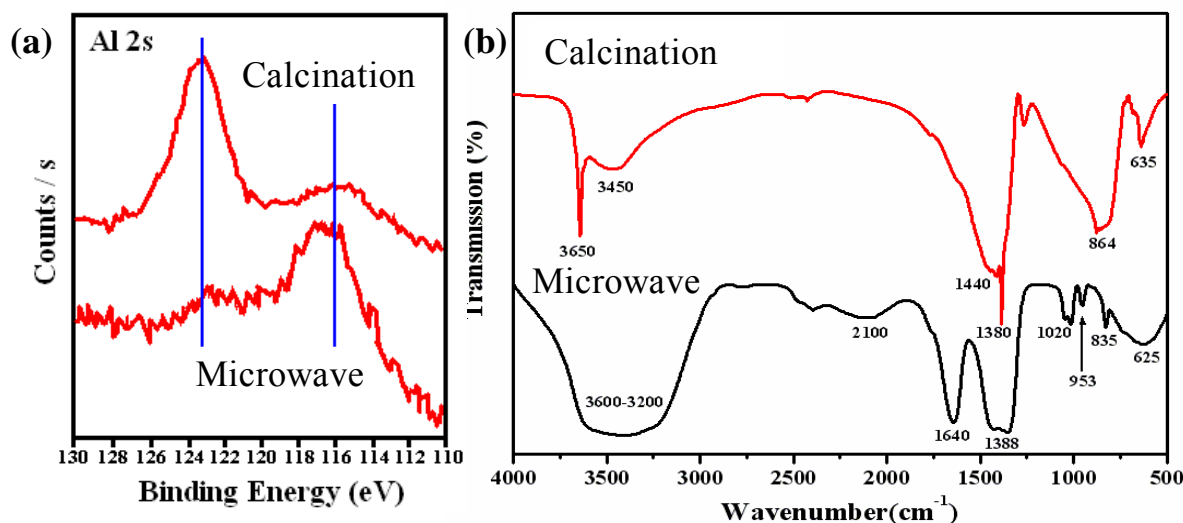 (a)
Al 2s
Calcination
Microwave
Counts / s
130 128 126 124 122 120 118 116 114 112 110
Binding Energy (eV)
(b)
Calcination
3650
3450
1440
1380
864
635
Microwave
3600-3200
2100
1640
1388
1020
953
835
625
Transmission (%)
4000 3500 3000 2500 2000 1500 1000 500
Wavenumber(cm⁻¹)